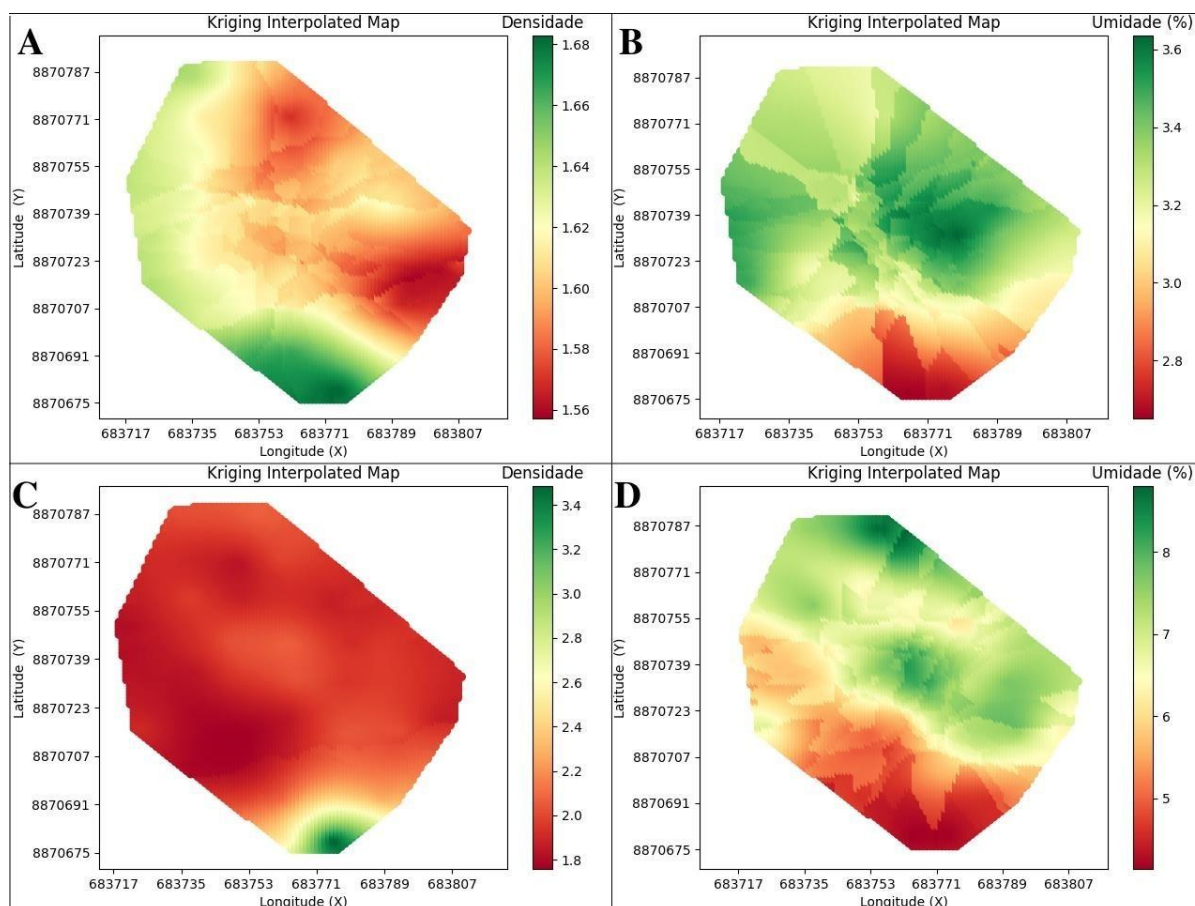 A
Kriging Interpolated Map
Densidade
8870787
8870771
8870755
8870739
8870723
8870707
8870691
8870675
Latitude (Y)
683717 683735 683753 683771 683789 683807
Longitude (X)
1.68
1.66
1.64
1.62
1.60
1.58
1.56
B
Kriging Interpolated Map
Umidade (%)
8870787
8870771
8870755
8870739
8870723
8870707
8870691
8870675
Latitude (Y)
683717 683735 683753 683771 683789 683807
Longitude (X)
3.6
3.4
3.2
3.0
2.8
C
Kriging Interpolated Map
Densidade
8870787
8870771
8870755
8870739
8870723
8870707
8870691
8870675
Latitude (Y)
683717 683735 683753 683771 683789 683807
Longitude (X)
3.4
3.2
3.0
2.8
2.6
2.4
2.2
2.0
1.8
D
Kriging Interpolated Map
Umidade (%)
8870787
8870771
8870755
8870739
8870723
8870707
8870691
8870675
Latitude (Y)
683717 683735 683753 683771 683789 683807
Longitude (X)
8
7
6
5